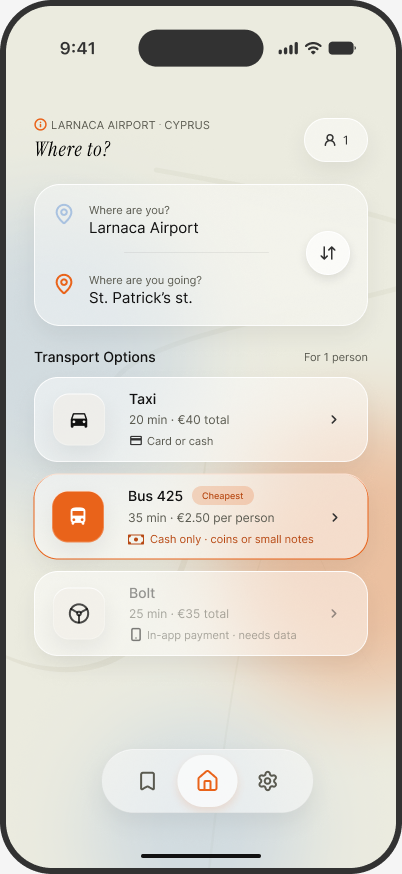 9:41
LARNACA AIRPORT · CYPRUS
Where to?
1
Where are you?
Larnaca Airport
Where are you going?
St. Patrick’s st.
Transport Options
For 1 person
Taxi
20 min · €40 total
Card or cash
Bus 425 Cheapest
35 min · €2.50 per person
Cash only · coins or small notes
Bolt
25 min · €35 total
In-app payment · needs data